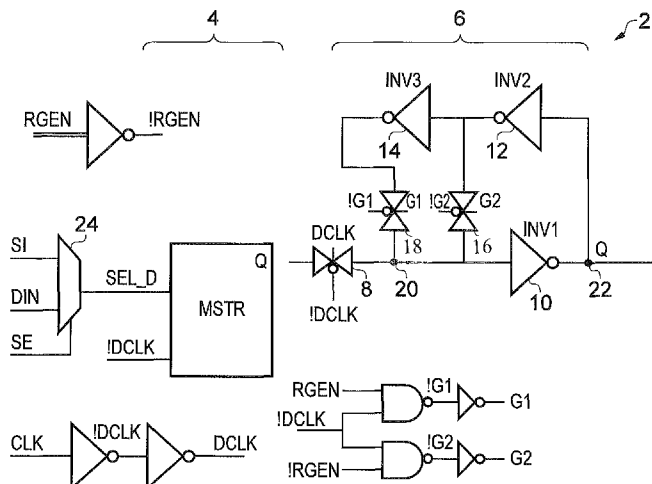 4
6
2
INV3
INV2
RGEN
!RGEN
14
12
!G1
G1
!G2
G2
24
SI
DCLK
18
16
INV1
Q
Q
SEL_D
DIN
MSTR
8
20
10
22
!DCLK
SE
!DCLK
RGEN
!G1
G1
!DCLK
CLK
!DCLK
DCLK
!G2
G2
!RGEN